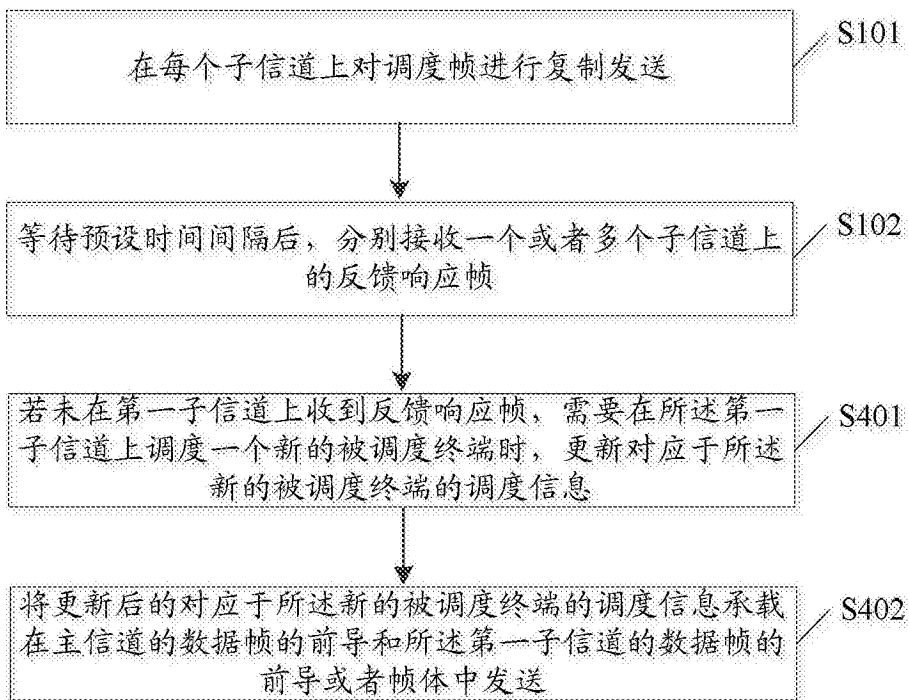 在每个子信道上对调度帧进行复制发送
S101
等待预设时间间隔后，分别接收一个或者多个子信道上
的反馈响应帧
S102
若未在第一子信道上收到反馈响应帧，需要在所述第一
子信道上调度一个新的被调度终端时，更新对应于所述
新的被调度终端的调度信息
S401
将更新后的对应于所述新的被调度终端的调度信息承载
在主信道的数据帧的前导和所述第一子信道的数据帧的
前导或者帧体中发送
S402